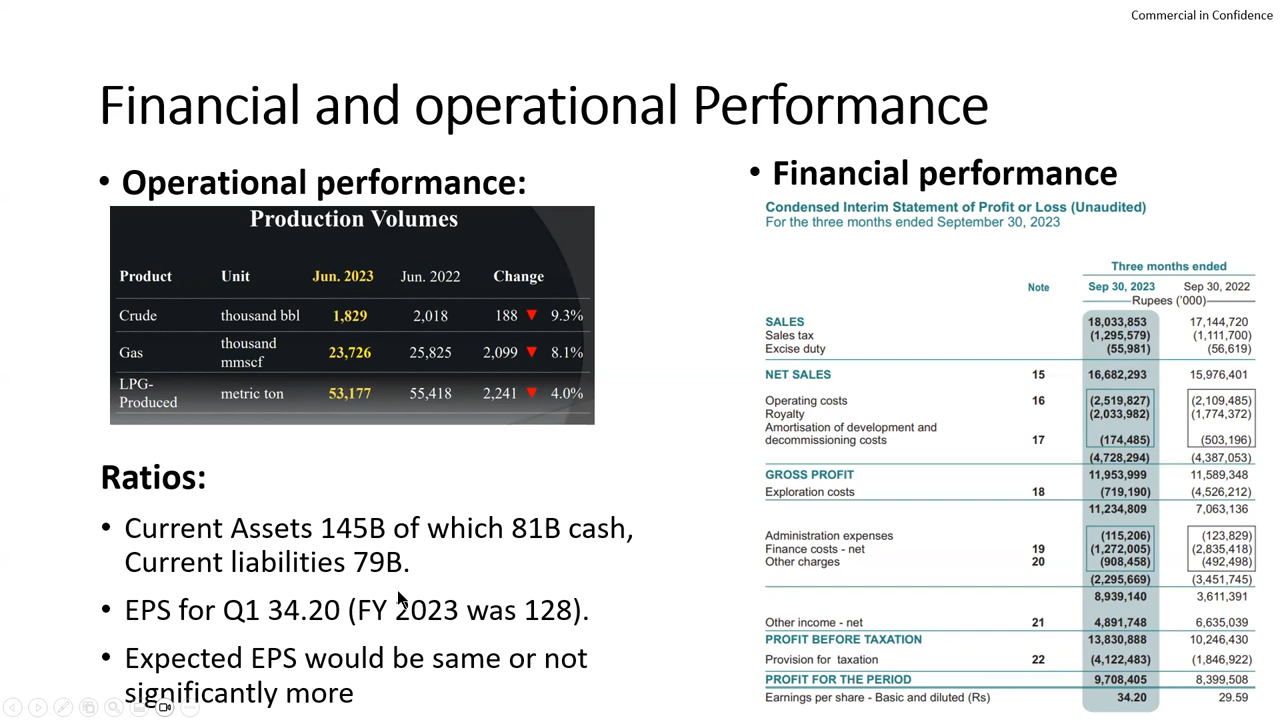 Commercial in Confidence
Financial and operational Performance
• Operational performance:
Production Volumes
Product Unit Jun. 2023 Jun. 2022 Change
Crude thousand bbl 1,829 2,018 188 ▼ 9.3%
Gas thousand mmscf 23,726 25,825 2,099 ▼ 8.1%
LPG-Produced metric ton 53,177 55,418 2,241 ▼ 4.0%
Ratios:
• Current Assets 145B of which 81B cash,
Current liabilities 79B.
• EPS for Q1 34.20 (FY 2023 was 128).
• Expected EPS would be same or not
significantly more
• Financial performance
Condensed Interim Statement of Profit or Loss (Unaudited)
For the three months ended September 30, 2023
Three months ended
Note Sep 30, 2023 Sep 30, 2022
Rupees ('000)
SALES 18,033,853 17,144,720
Sales tax (1,295,579) (1,111,700)
Excise duty (55,981) (56,619)
NET SALES 15 16,682,293 15,976,401
Operating costs 16 (2,519,827) (2,109,485)
Royalty (2,033,982) (1,774,372)
Amortisation of development and
decommissioning costs 17 (174,485) (503,196)
(4,728,294) (4,387,053)
GROSS PROFIT 11,953,999 11,589,348
Exploration costs 18 (719,190) (4,526,212)
11,234,809 7,063,136
Administration expenses (115,206) (123,829)
Finance costs - net 19 (1,272,005) (2,835,418)
Other charges 20 (908,458) (492,498)
(2,295,669) (3,451,745)
8,939,140 3,611,391
Other income - net 21 4,891,748 6,635,039
PROFIT BEFORE TAXATION 13,830,888 10,246,430
Provision for taxation 22 (4,122,483) (1,846,922)
PROFIT FOR THE PERIOD 9,708,405 8,399,508
Earnings per share - Basic and diluted (Rs) 34.20 29.59